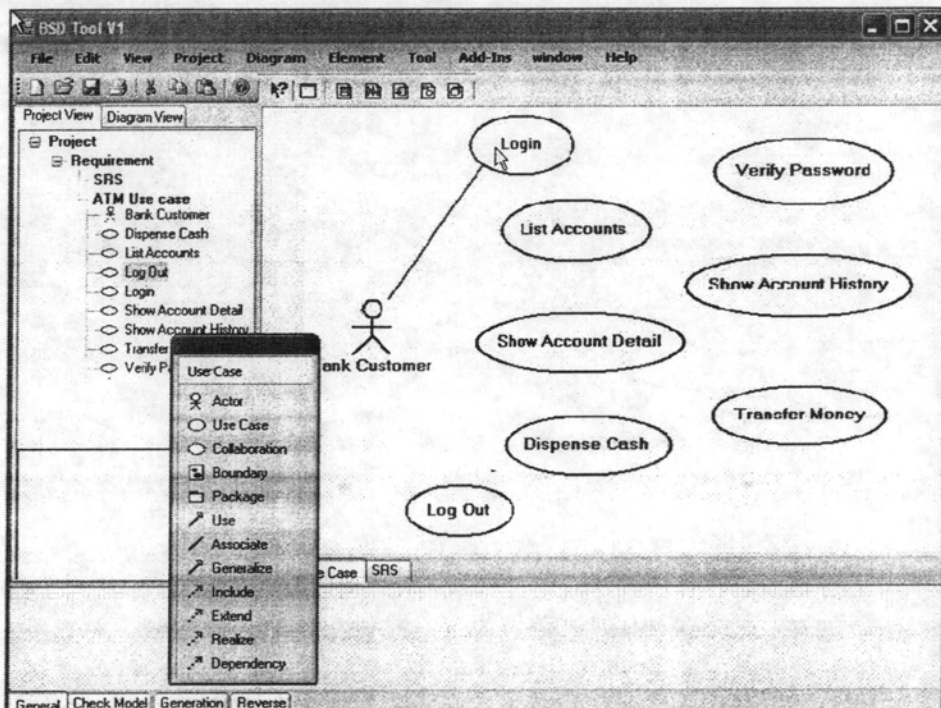 BSD Tool V1
File Edit View Project Diagram Element Tool Add-Ins window Help
Project View Diagram View
Project
Requirement
SRS
ATM Use case
Bank Customer
Dispense Cash
List Accounts
Log Out
Login
Show Account Detail
Show Account History
Transfer
Verify P
Use Case
Actor
Use Case
Collaboration
Boundary
Package
Use
Associate
Generalize
Include
Extend
Realize
Dependency
Login
Verify Password
List Accounts
Show Account History
Show Account Detail
ank Customer
Transfer Money
Dispense Cash
Log Out
e Case SRS
General Check Model Generation Reverse